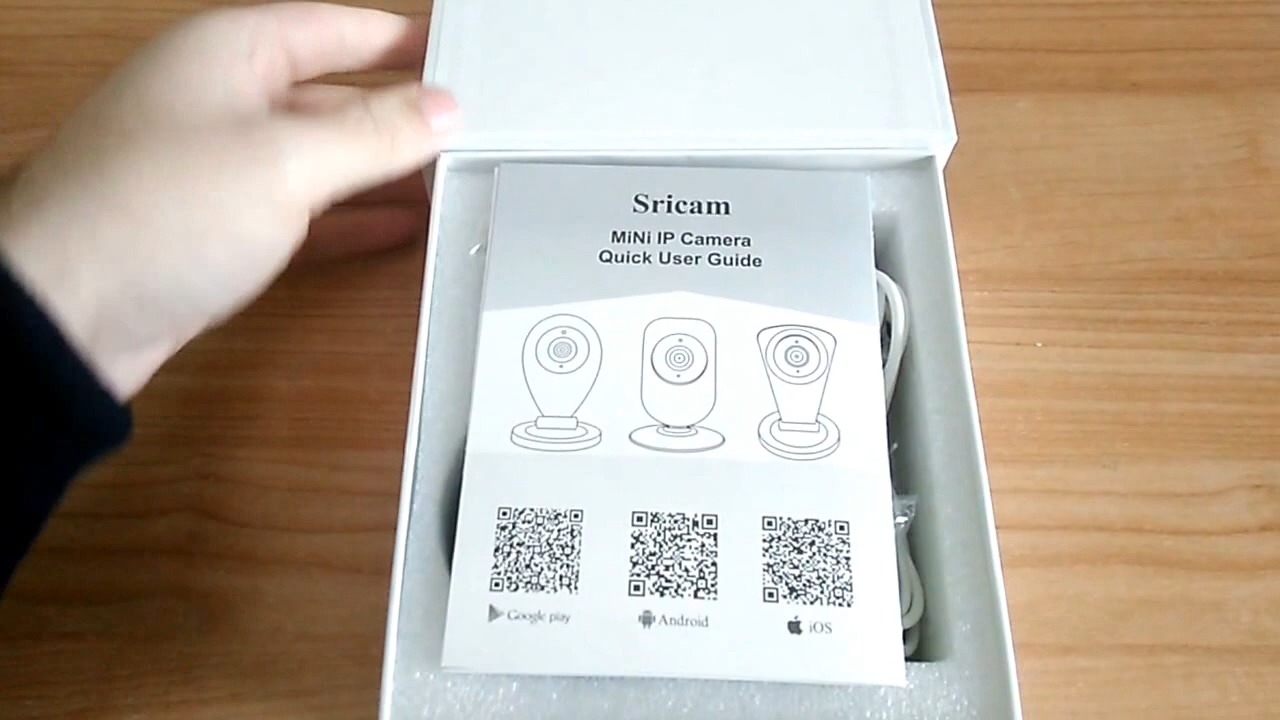 Sricam
MiNi IP Camera
Quick User Guide
Google play
Android
iOS